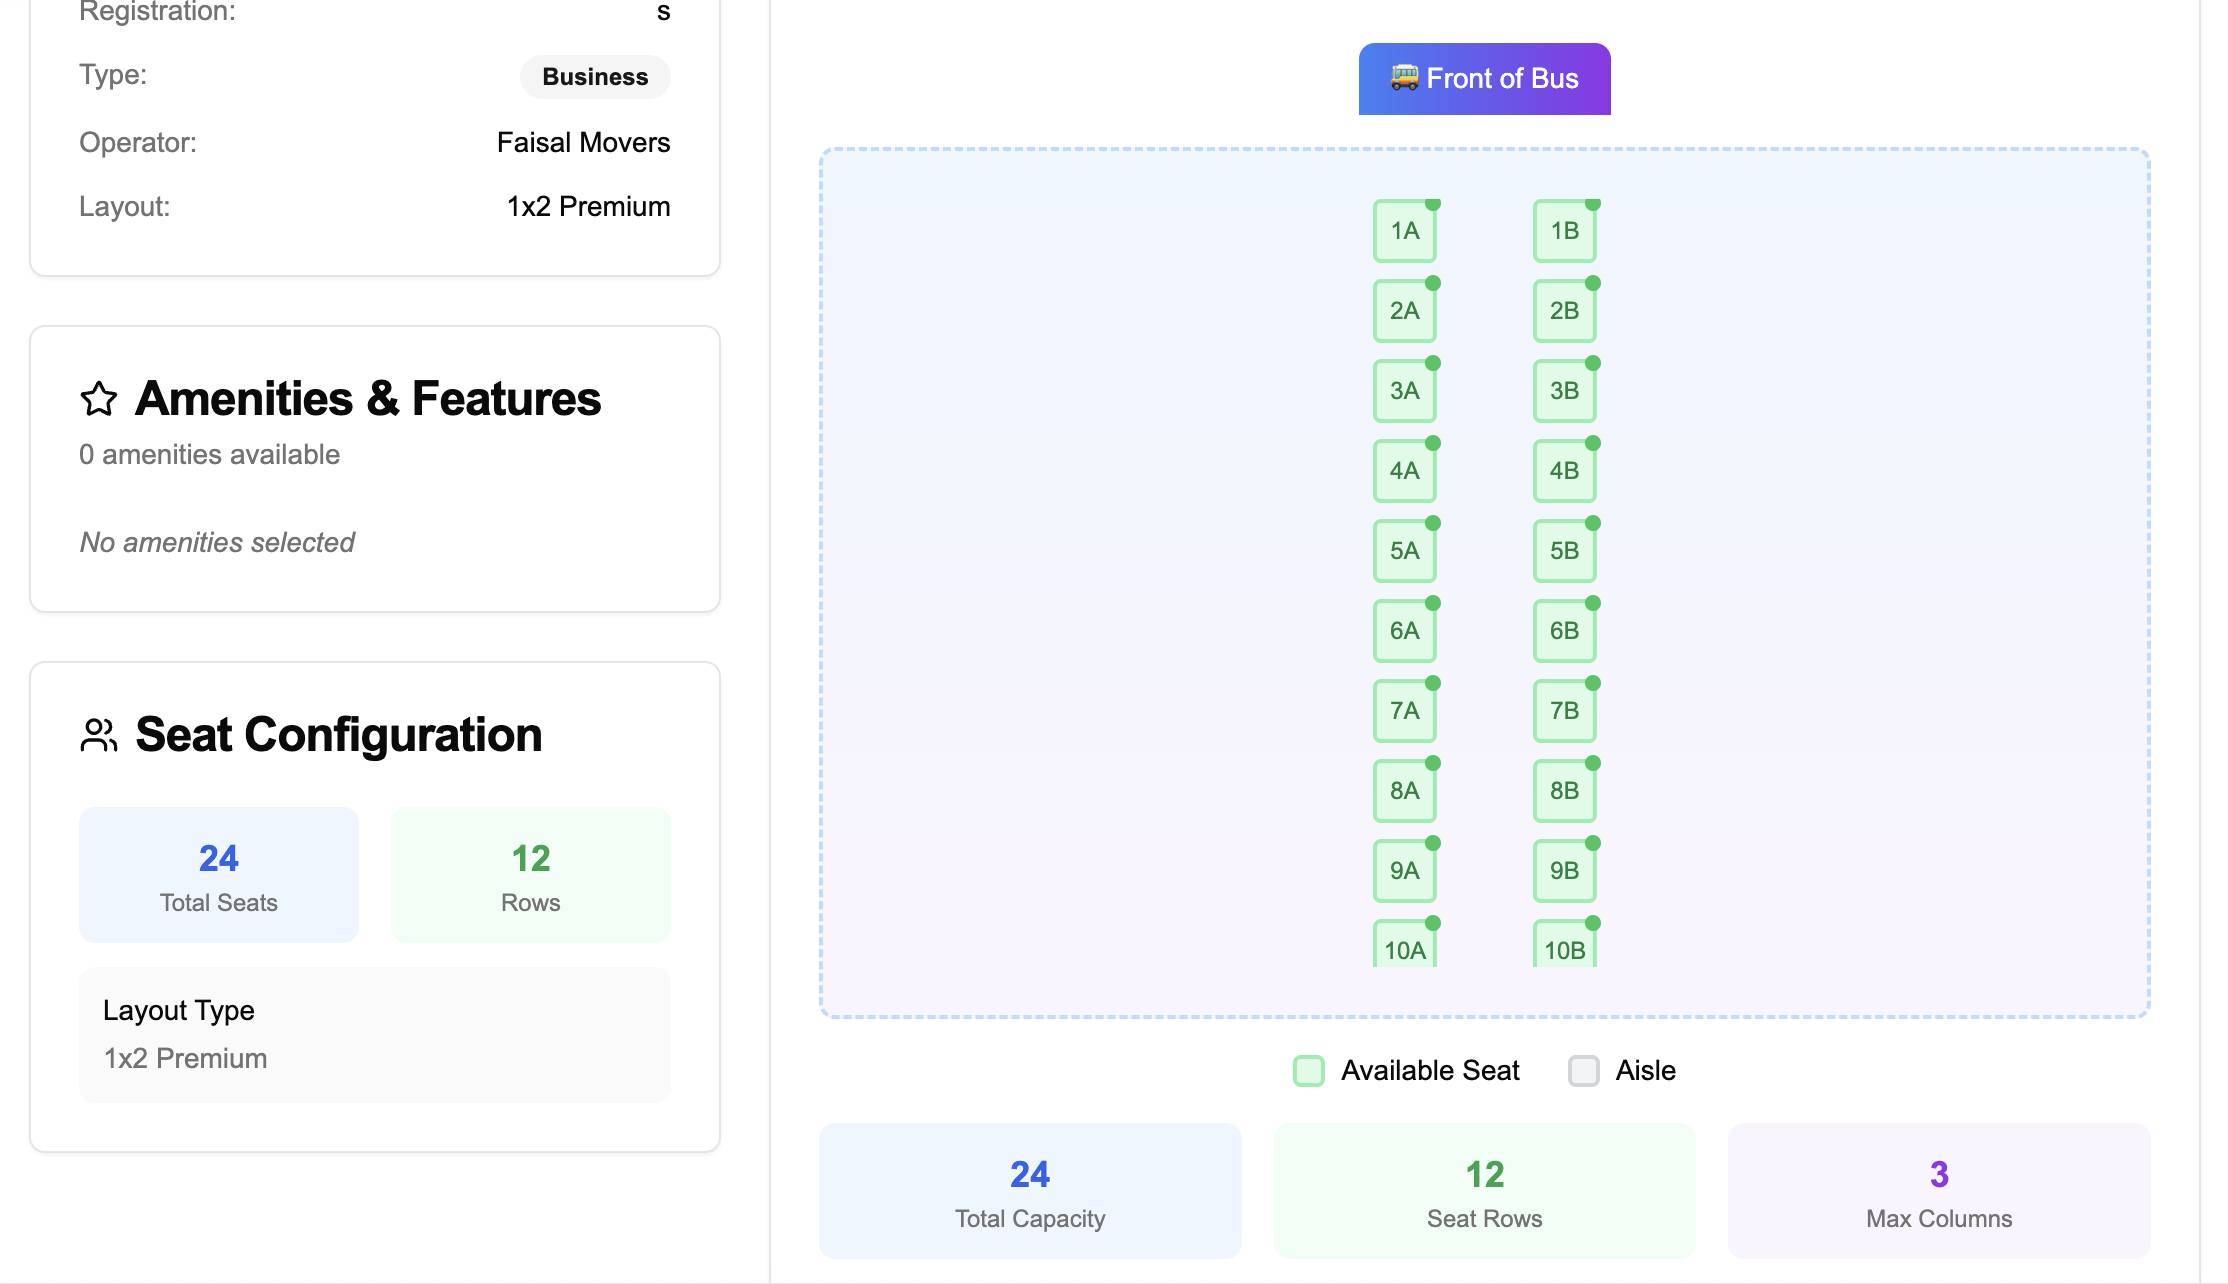 Registration:
s
Type:
Business
Operator:
Faisal Movers
Layout:
1x2 Premium
Amenities & Features
0 amenities available
No amenities selected
Seat Configuration
24
Total Seats
12
Rows
Layout Type
1x2 Premium
Front of Bus
1A 1B
2A 2B
3A 3B
4A 4B
5A 5B
6A 6B
7A 7B
8A 8B
9A 9B
10A 10B
Available Seat
Aisle
24
Total Capacity
12
Seat Rows
3
Max Columns